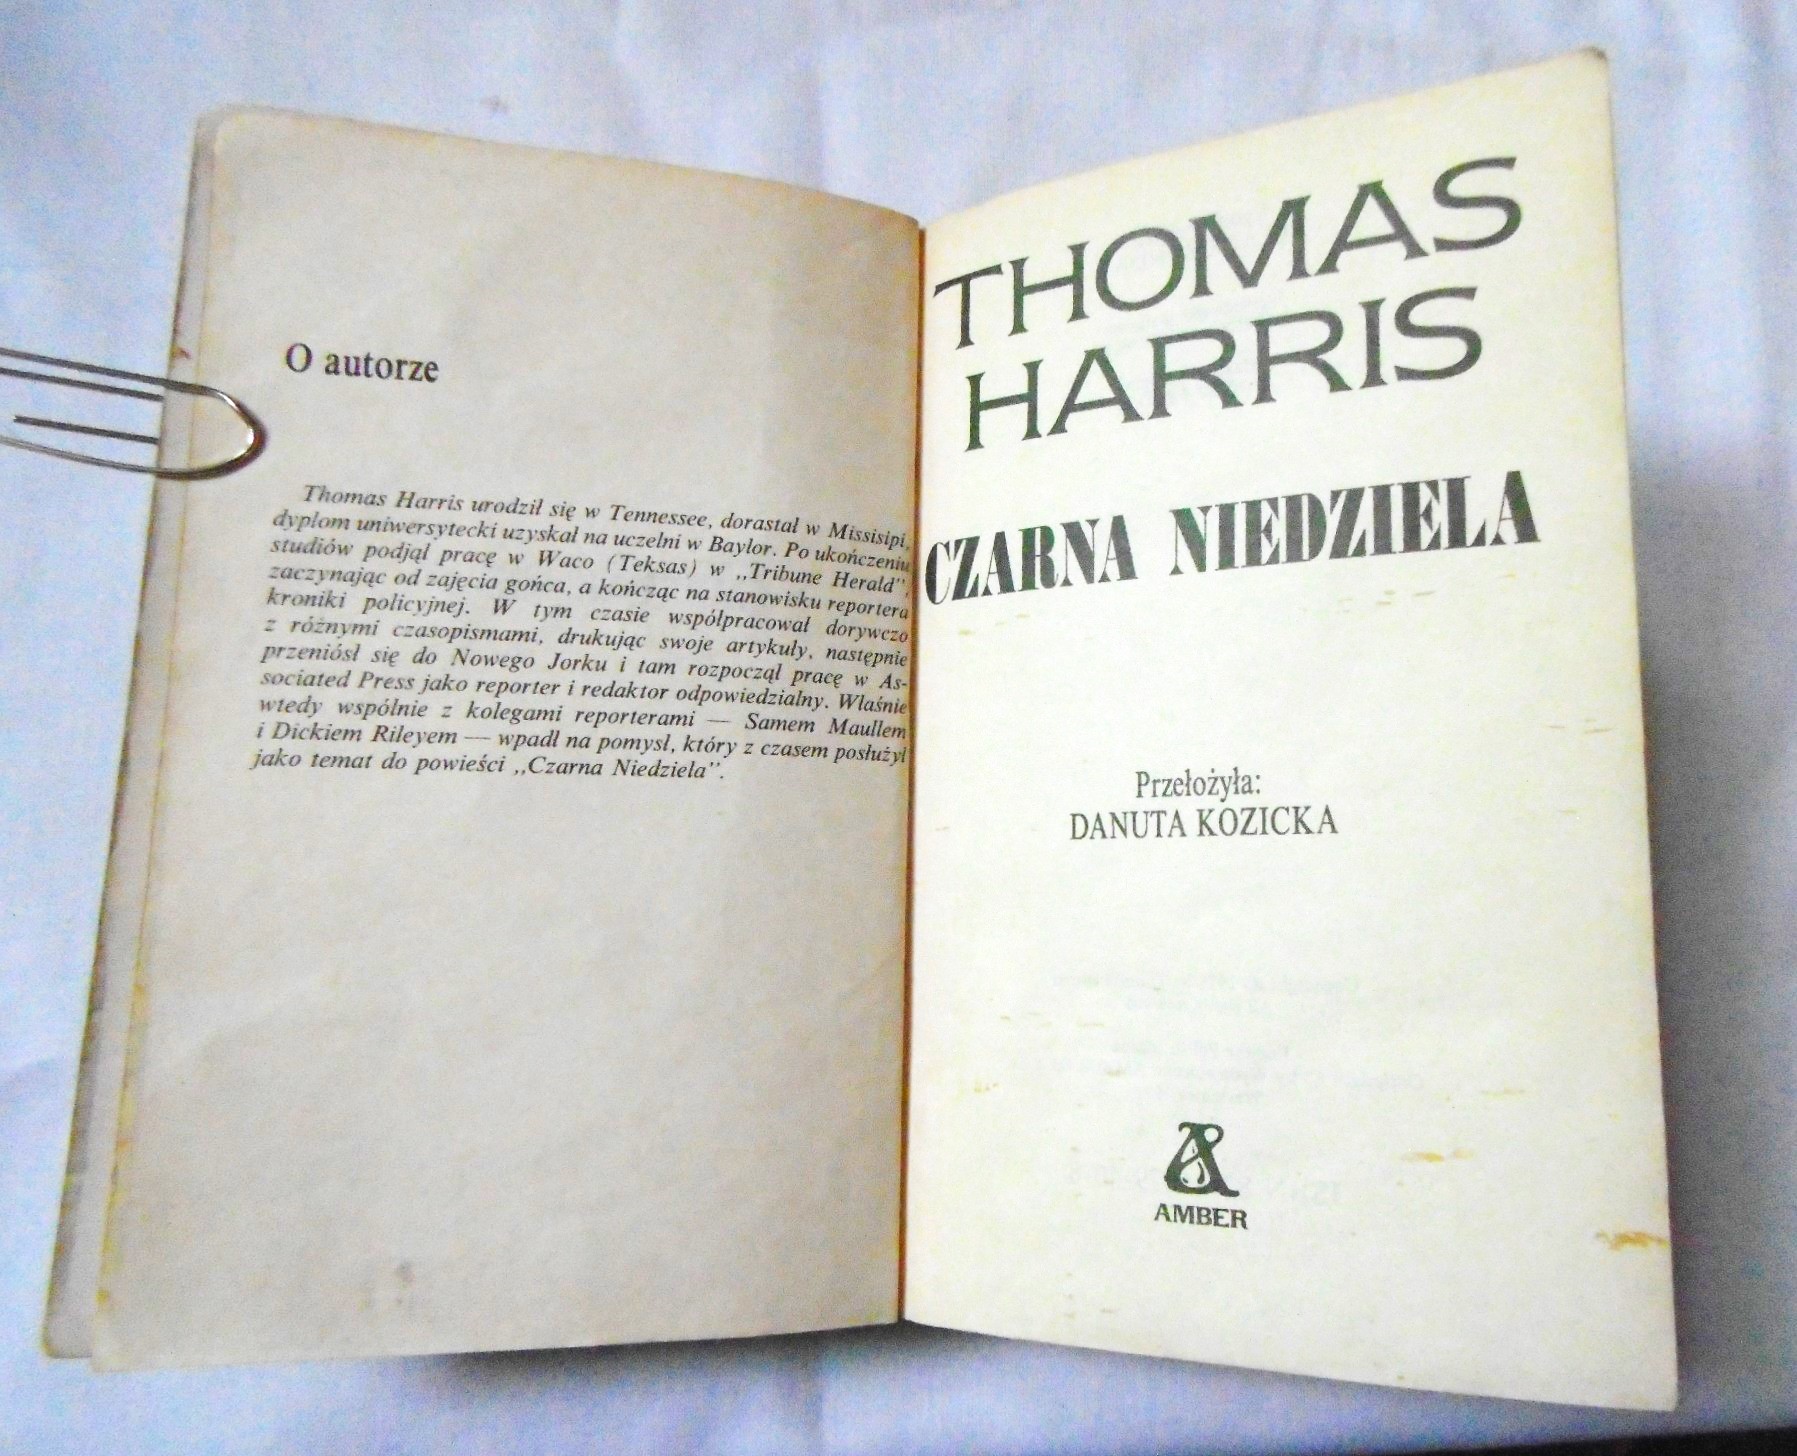 O autorze
Thomas Harris urodził się w Tennessee, dorastał w Missisipi,
dyplom uniwersytecki uzyskał na uczelni w Baylor. Po ukończeniu
studiów podjął pracę w Waco (Teksas) w „Tribune Herald”,
zaczynając od zajęcia gońca, a kończąc na stanowisku reportera
kroniki policyjnej. W tym czasie współpracował dorywczo
z różnymi czasopismami, drukując swoje artykuły, następnie
przeniósł się do Nowego Jorku i tam rozpoczął pracę w As-
sociated Press jako reporter i redaktor odpowiedzialny. Właśnie
wtedy wspólnie z kolegami reporterami — Samem Maullem
i Dickiem Rileyem — wpadł na pomysł, który z czasem posłużył
jako temat do powieści „Czarna Niedziela”.
THOMAS
HARRIS
CZARNA NIEDZIELA
Przełożyła:
DANUTA KOZICKA
AMBER